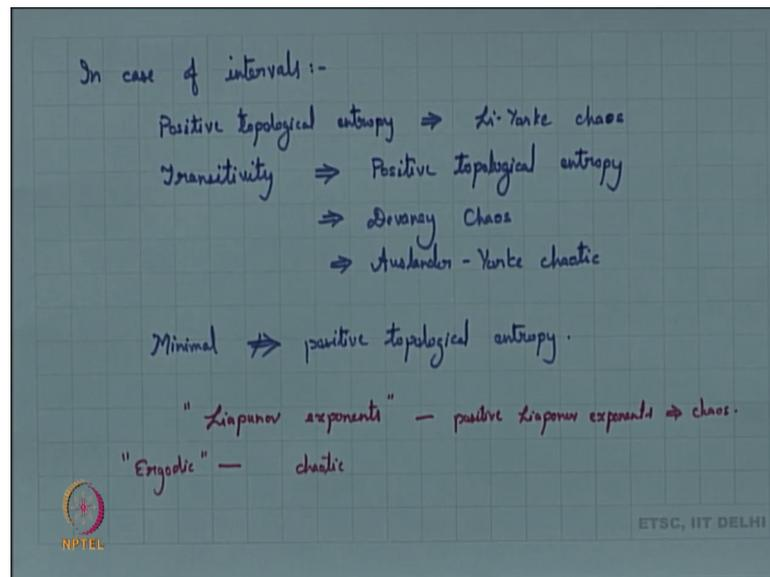 In case of intervals :-
Positive topological entropy ⇒ Li-Yorke chaos
Transitivity ⇒ Positive topological entropy
⇒ Devaney Chaos
⇒ Auslander - Yorke chaotic
Minimal ⇏ positive topological entropy.
"Liapunov exponents" — positive Liaponov exponents ⇒ chaos.
"Ergodic" — chaotic
NPTEL
ETSC, IIT DELHI